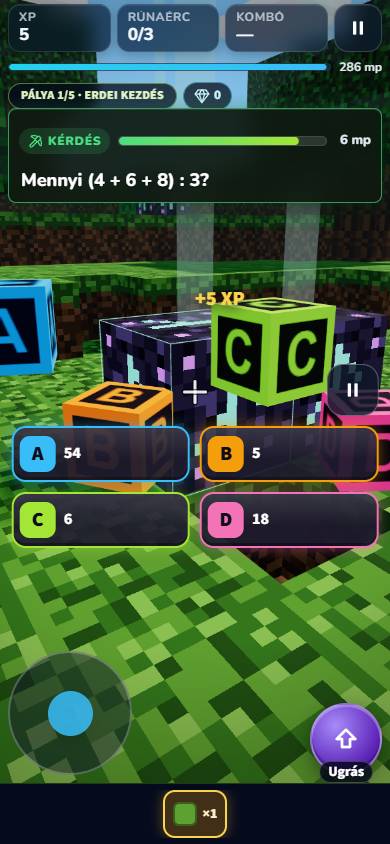 XP
5
RÚNAÉRC
0/3
KOMBÓ
—
286 mp
PÁLYA 1/5 · ERDEI KEZDÉS
0
KÉRDÉS
6 mp
Mennyi (4 + 6 + 8) : 3?
+5 XP
A
C C
B
B
A 54
B 5
C 6
D 18
Ugrás
×1